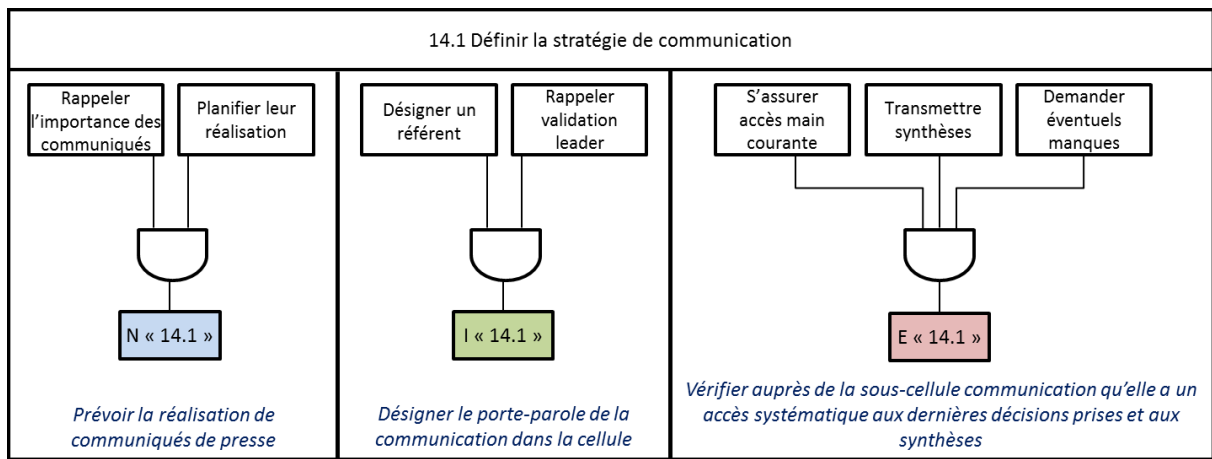 14.1 Définir la stratégie de communication
Rappeler
l’importance des
communiqués
Planifier leur
réalisation
N « 14.1 »
Prévoir la réalisation de
communiqués de presse
Désigner un
référent
Rappeler
validation
leader
I « 14.1 »
Désigner le porte-parole de la
communication dans la cellule
S’assurer
accès main
courante
Transmettre
synthèses
Demander
éventuels
manques
E « 14.1 »
Vérifier auprès de la sous-cellule communication qu’elle a un
accès systématique aux dernières décisions prises et aux
synthèses